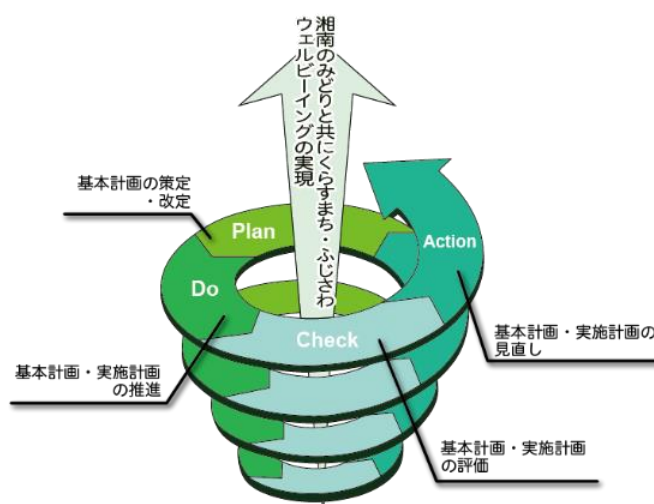 湘南のみどりと共にくらすまち・ふじさわ
ウェルビーイングの実現
基本計画の策定
・改定
Plan
Action
Do
Check
基本計画・実施計画の
見直し
基本計画・実施計画
の推進
基本計画・実施計画
の評価